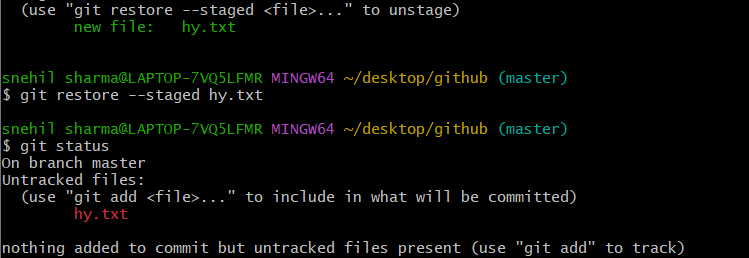 (use "git restore --staged <file>..." to unstage)
new file:   hy.txt
snehil sharma@LAPTOP-7VQ5LFMR MINGW64 ~/desktop/github (master)
$ git restore --staged hy.txt
snehil sharma@LAPTOP-7VQ5LFMR MINGW64 ~/desktop/github (master)
$ git status
On branch master
Untracked files:
(use "git add <file>..." to include in what will be committed)
hy.txt
nothing added to commit but untracked files present (use "git add" to track)